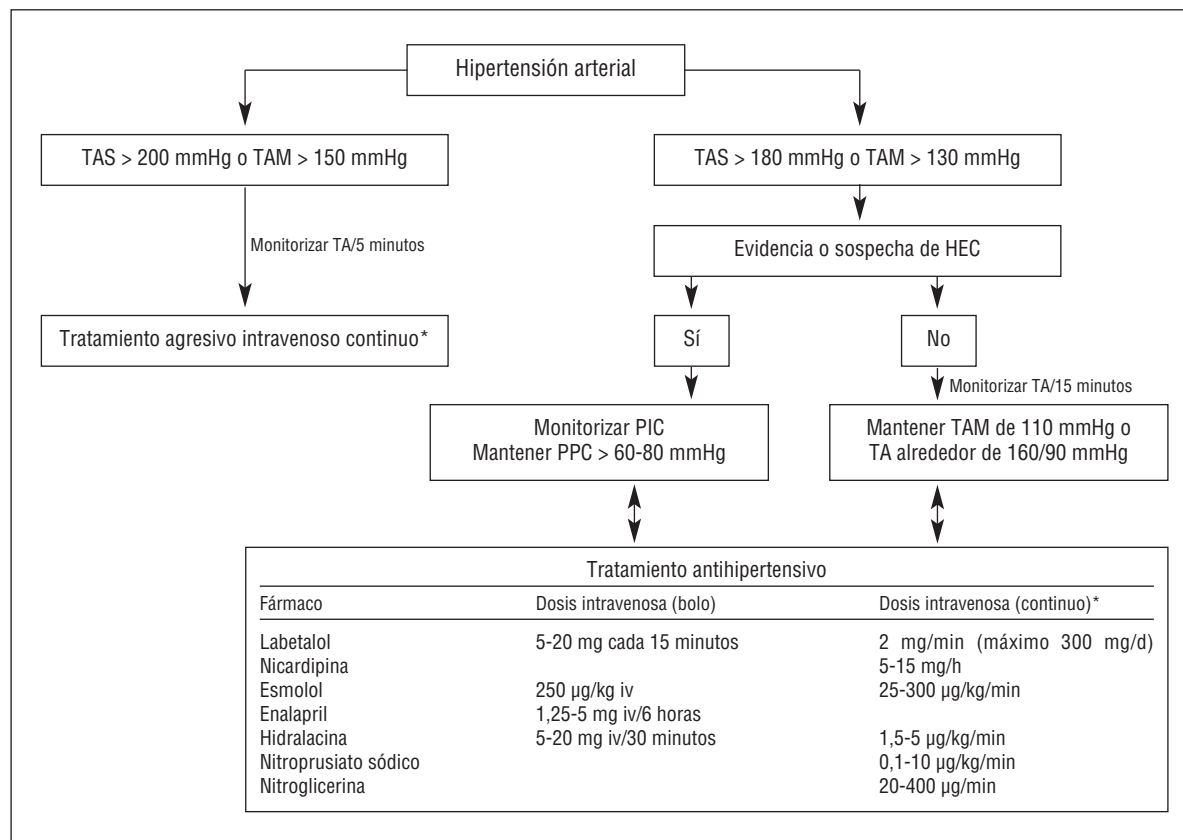 Hipertensión arterial
TAS > 200 mmHg o TAM > 150 mmHg
TAS > 180 mmHg o TAM > 130 mmHg
Monitorizar TA/5 minutos
Evidencia o sospecha de HEC
Tratamiento agresivo intravenoso continuo*
Sí
No
Monitorizar TA/15 minutos
Monitorizar PIC
Mantener PPC > 60-80 mmHg
Mantener TAM de 110 mmHg o
TA alrededor de 160/90 mmHg
Tratamiento antihipertensivo
Fármaco Dosis intravenosa (bolo) Dosis intravenosa (continuo)*
Labetalol 5-20 mg cada 15 minutos 2 mg/min (máximo 300 mg/d)
Nicardipina 5-15 mg/h
Esmolol 250 µg/kg iv 25-300 µg/kg/min
Enalapril 1,25-5 mg iv/6 horas
Hidralacina 5-20 mg iv/30 minutos 1,5-5 µg/kg/min
Nitroprusiato sódico 0,1-10 µg/kg/min
Nitroglicerina 20-400 µg/min